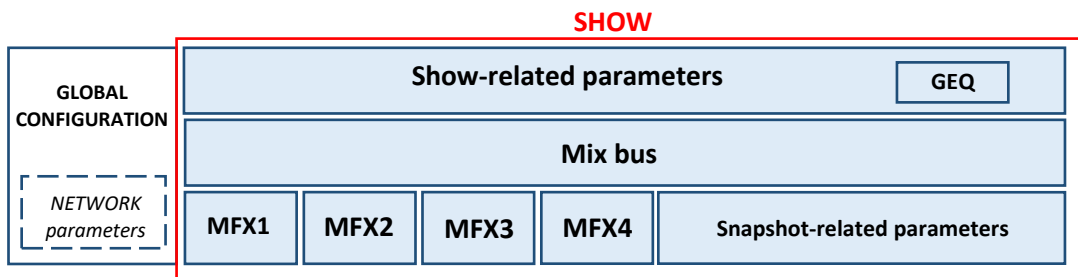 SHOW
GLOBAL
CONFIGURATION
NETWORK
parameters
Show-related parameters
GEQ
Mix bus
MFX1
MFX2
MFX3
MFX4
Snapshot-related parameters